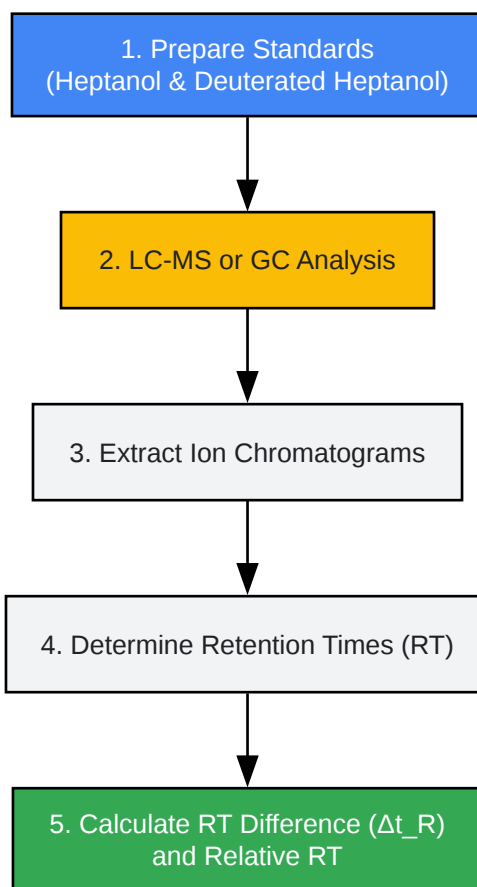 1. Prepare Standards
(Heptanol & Deuterated Heptanol)
2. LC-MS or GC Analysis
3. Extract Ion Chromatograms
4. Determine Retention Times (RT)
5. Calculate RT Difference (Δt_R)
and Relative RT